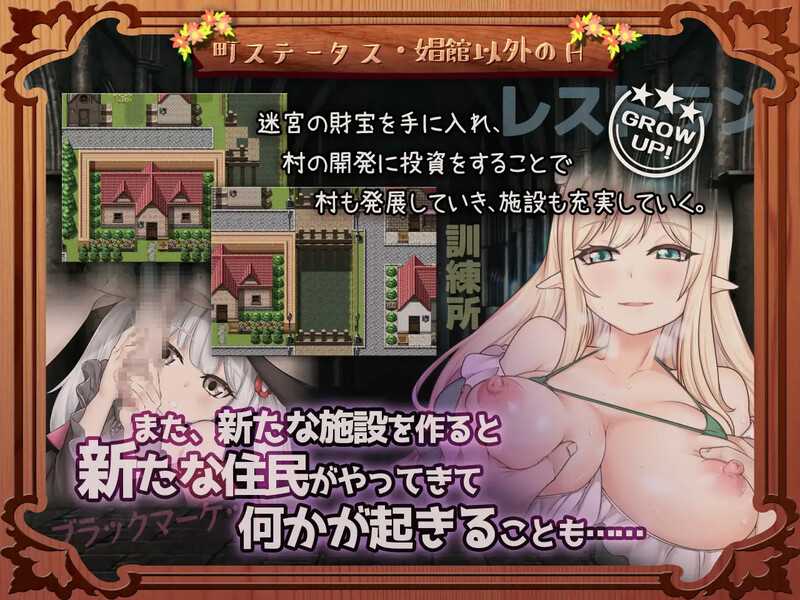 町ステータス・娼館以外の日
レストラン
GROW
UP!
迷宮の財宝を手に入れ、
村の開発に投資をすることで
村も発展していき、施設も充実していく。
訓練所
また、新たな施設を作ると
新たな住民がやってきて
ブラックマーケ
何かが起きることも……